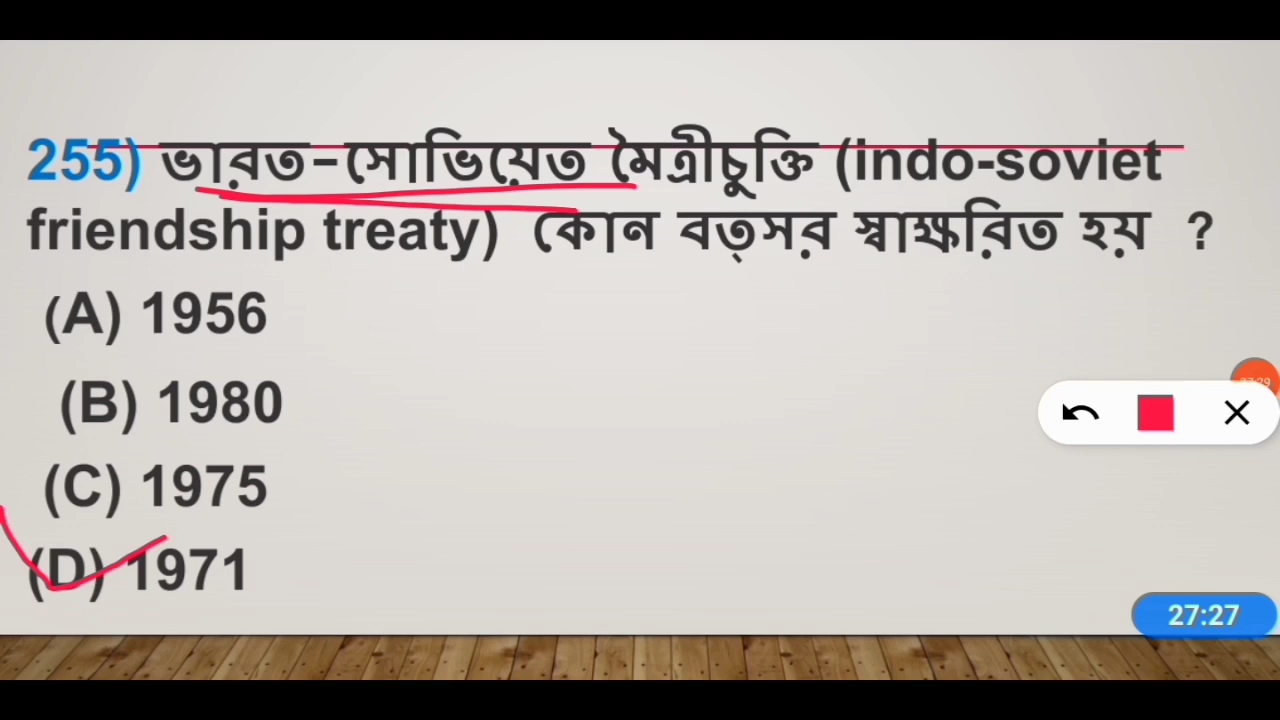 255) ভারত-সোভিয়েত মৈত্রীচুক্তি (indo-soviet
friendship treaty) কোন বত্সর স্বাক্ষরিত হয় ?
(A) 1956
(B) 1980
(C) 1975
(D) 1971
27:27